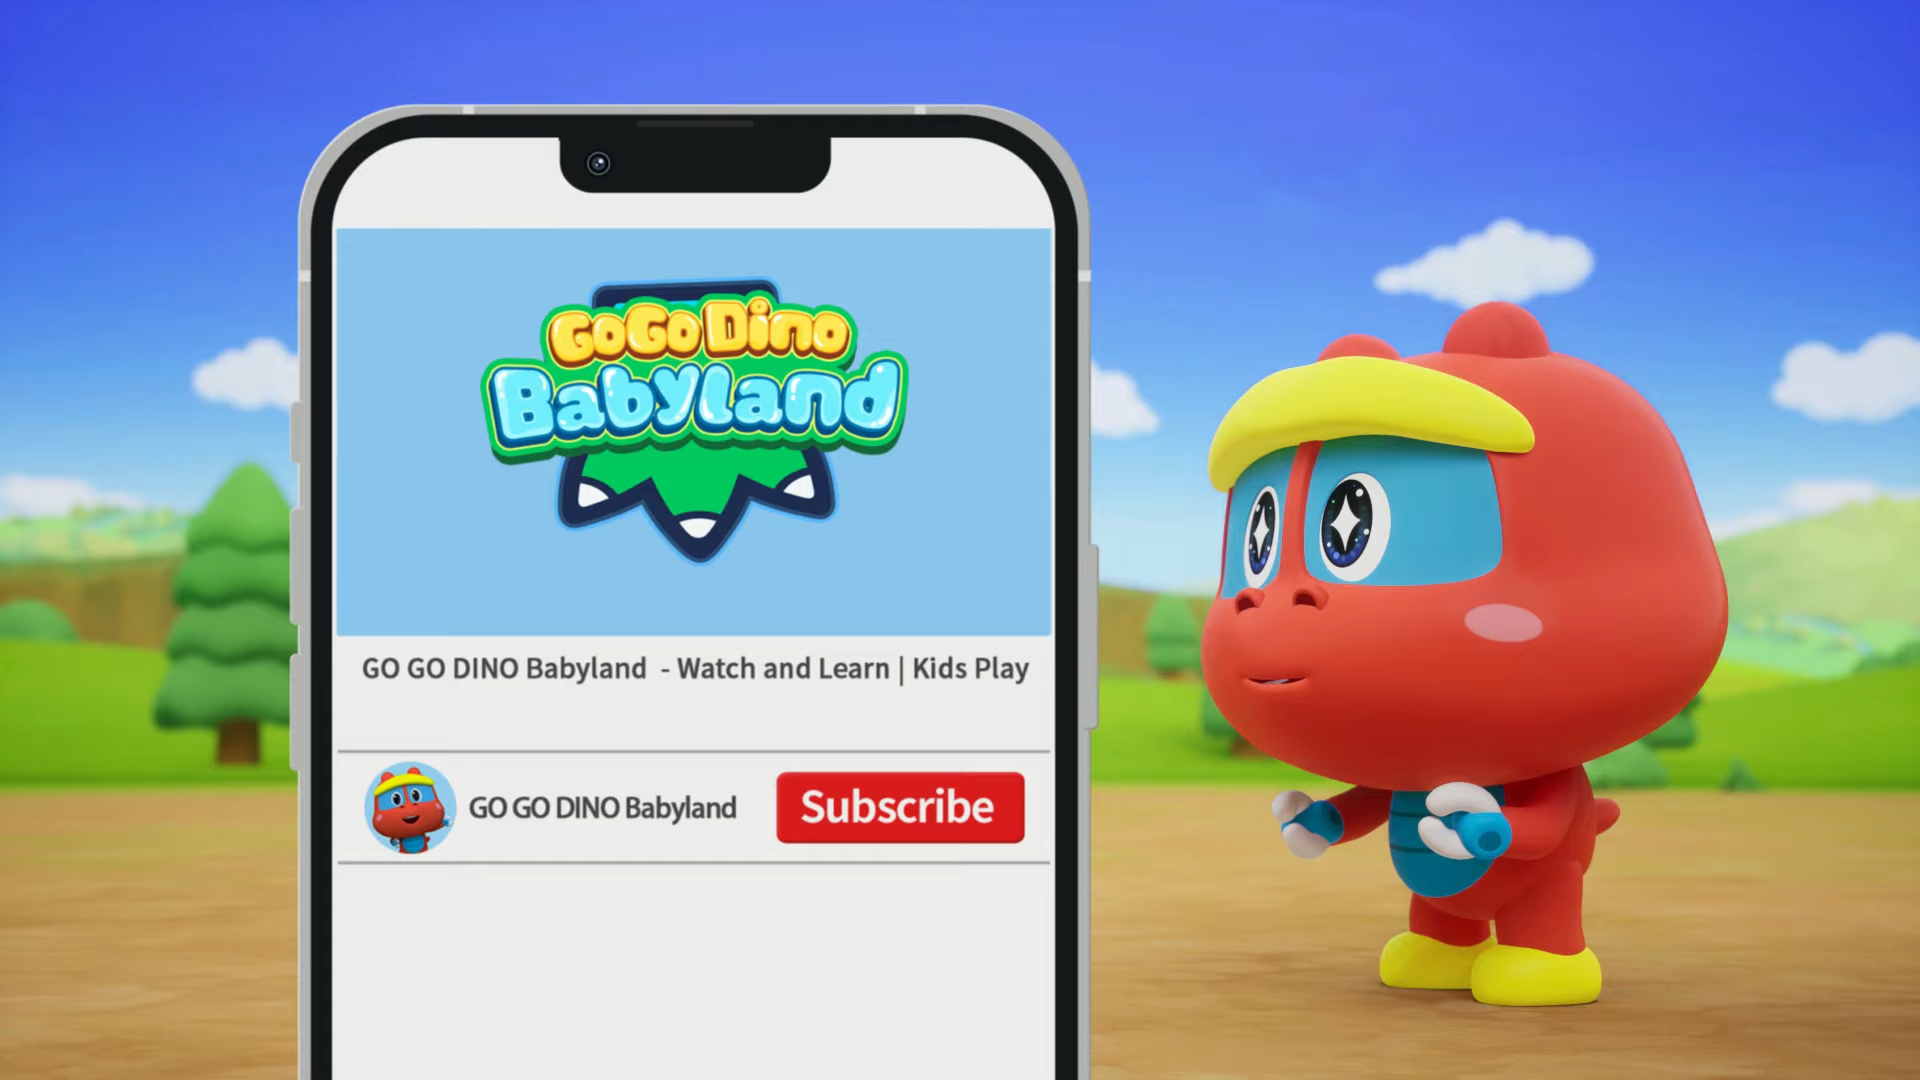 GoGo Dino
Babyland
GO GO DINO Babyland - Watch and Learn | Kids Play
GO GO DINO Babyland
Subscribe